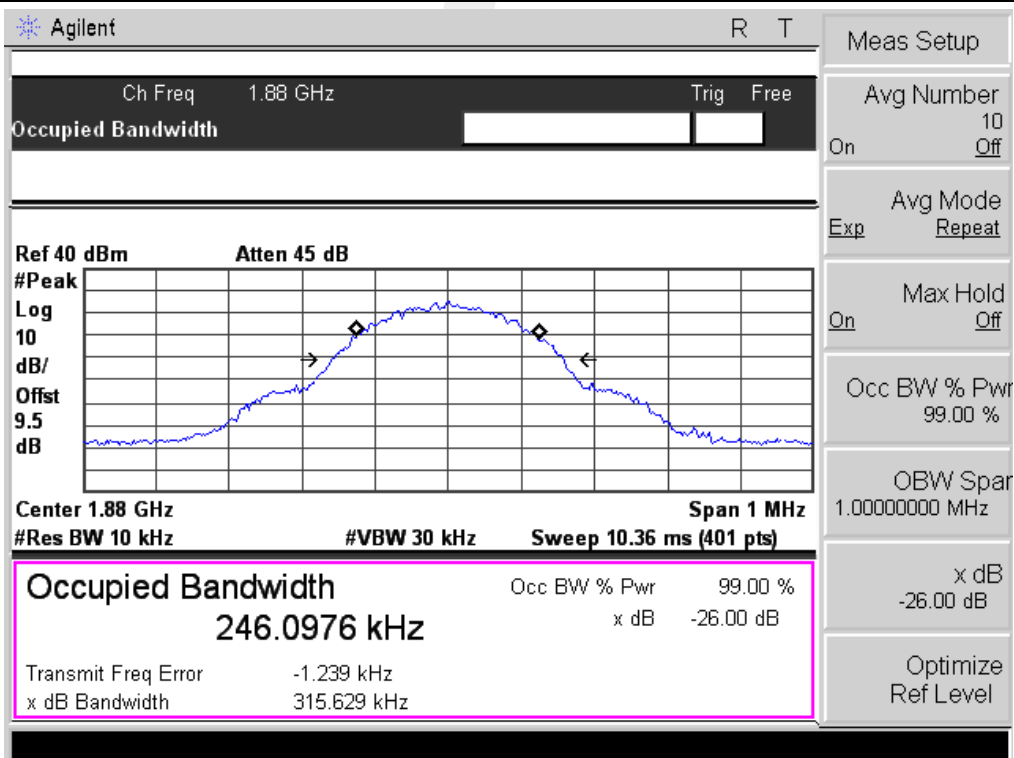 Agilent R T
Ch Freq 1.88 GHz Trig Free
Occupied Bandwidth
Ref 40 dBm Atten 45 dB
#Peak
Log
10
dB/
Offst
9.5
dB
Center 1.88 GHz Span 1 MHz
#Res BW 10 kHz #VBW 30 kHz Sweep 10.36 ms (401 pts)
Occupied Bandwidth
246.0976 kHz
Occ BW % Pwr 99.00 %
x dB -26.00 dB
Transmit Freq Error -1.239 kHz
x dB Bandwidth 315.629 kHz
Meas Setup
Avg Number
10
On Off
Avg Mode
Exp Repeat
Max Hold
On Off
Occ BW % Pwr
99.00 %
OBW Span
1.00000000 MHz
x dB
-26.00 dB
Optimize
Ref Level